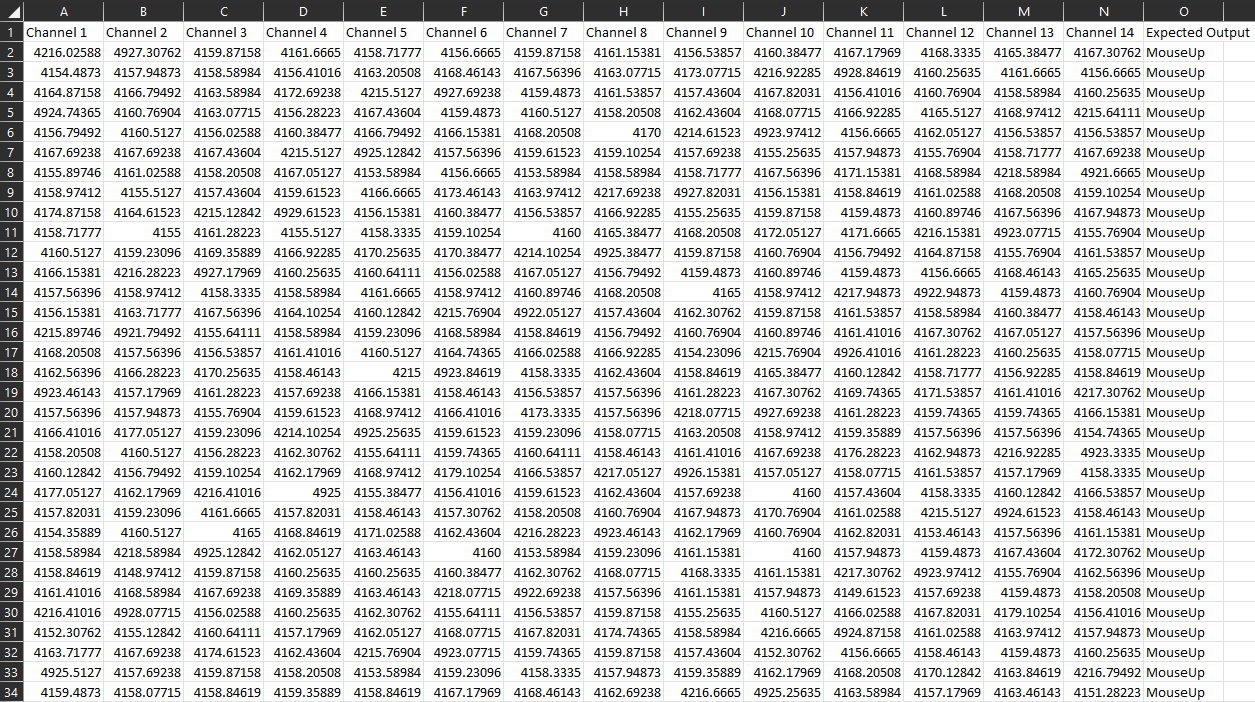 A B C D E F G H I J K L M N O
1 Channel 1 Channel 2 Channel 3 Channel 4 Channel 5 Channel 6 Channel 7 Channel 8 Channel 9 Channel 10 Channel 11 Channel 12 Channel 13 Channel 14 Expected Output
2 4216.02588 4927.30762 4159.87158 4161.6665 4158.71777 4156.6665 4159.87158 4161.15381 4156.53857 4160.38477 4167.17969 4168.3335 4165.38477 4167.30762 MouseUp
3 4154.4873 4157.94873 4158.58984 4156.41016 4163.20508 4168.46143 4167.56396 4163.07715 4173.07715 4216.92285 4928.84619 4160.25635 4161.6665 4156.6665 MouseUp
4 4164.87158 4166.79492 4163.58984 4172.69238 4215.5127 4927.69238 4159.4873 4161.53857 4157.43604 4167.82031 4156.41016 4160.76904 4158.58984 4160.25635 MouseUp
5 4924.74365 4160.76904 4163.07715 4156.28223 4167.43604 4159.4873 4160.5127 4158.20508 4162.43604 4168.07715 4166.92285 4165.5127 4168.97412 4215.64111 MouseUp
6 4156.79492 4160.5127 4156.02588 4160.38477 4166.79492 4166.15381 4168.20508 4170 4214.61523 4923.97412 4156.6665 4162.05127 4156.53857 4156.53857 MouseUp
7 4167.69238 4167.69238 4167.43604 4215.5127 4925.12842 4157.56396 4159.61523 4159.10254 4157.69238 4155.25635 4157.94873 4155.76904 4158.71777 4167.69238 MouseUp
8 4155.89746 4161.02588 4158.20508 4167.05127 4153.58984 4156.6665 4153.58984 4158.58984 4158.71777 4167.56396 4171.15381 4168.58984 4218.58984 4921.6665 MouseUp
9 4158.97412 4155.5127 4157.43604 4159.61523 4166.6665 4173.46143 4163.97412 4217.69238 4927.82031 4156.15381 4158.84619 4161.02588 4168.20508 4159.10254 MouseUp
10 4174.87158 4164.61523 4215.12842 4929.61523 4156.15381 4160.38477 4156.53857 4166.92285 4155.25635 4159.87158 4159.4873 4160.89746 4167.56396 4167.94873 MouseUp
11 4158.71777 4155 4161.28223 4155.5127 4158.3335 4159.10254 4160 4165.38477 4168.20508 4172.05127 4171.6665 4216.15381 4923.07715 4155.76904 MouseUp
12 4160.5127 4159.23096 4169.35889 4166.92285 4170.25635 4170.38477 4214.10254 4925.38477 4159.87158 4160.76904 4156.79492 4164.87158 4155.76904 4161.53857 MouseUp
13 4166.15381 4216.28223 4927.17969 4160.25635 4160.64111 4156.02588 4167.05127 4156.79492 4159.4873 4160.89746 4159.4873 4156.6665 4168.46143 4165.25635 MouseUp
14 4157.56396 4158.97412 4158.3335 4158.58984 4161.6665 4158.97412 4160.89746 4168.20508 4165 4158.97412 4217.94873 4922.94873 4159.4873 4160.76904 MouseUp
15 4156.15381 4163.71777 4167.56396 4164.10254 4160.12842 4215.76904 4922.05127 4157.43604 4162.30762 4159.87158 4161.53857 4158.58984 4160.38477 4158.46143 MouseUp
16 4215.89746 4921.79492 4155.64111 4158.58984 4159.23096 4168.58984 4158.84619 4156.79492 4160.76904 4160.89746 4161.41016 4167.30762 4167.05127 4157.56396 MouseUp
17 4168.20508 4157.56396 4156.53857 4161.41016 4160.5127 4164.74365 4166.02588 4166.92285 4154.23096 4215.76904 4926.41016 4161.28223 4160.25635 4158.07715 MouseUp
18 4162.56396 4166.28223 4170.25635 4158.46143 4215 4923.84619 4158.3335 4162.43604 4158.84619 4165.38477 4160.12842 4158.71777 4156.92285 4158.84619 MouseUp
19 4923.46143 4157.17969 4161.28223 4157.69238 4166.15381 4158.46143 4156.53857 4157.56396 4161.28223 4167.30762 4169.74365 4171.53857 4161.41016 4217.30762 MouseUp
20 4157.56396 4157.94873 4155.76904 4159.61523 4168.97412 4166.41016 4173.3335 4157.56396 4218.07715 4927.69238 4161.28223 4159.74365 4159.74365 4166.15381 MouseUp
21 4166.41016 4177.05127 4159.23096 4214.10254 4925.25635 4159.61523 4159.23096 4158.07715 4163.20508 4158.97412 4159.35889 4157.56396 4157.56396 4154.74365 MouseUp
22 4158.20508 4160.5127 4156.28223 4162.30762 4155.64111 4159.74365 4160.64111 4158.46143 4161.41016 4167.69238 4176.28223 4162.94873 4216.92285 4923.3335 MouseUp
23 4160.12842 4156.79492 4159.10254 4162.17969 4168.97412 4179.10254 4166.53857 4217.05127 4926.15381 4157.05127 4158.07715 4161.53857 4157.17969 4158.3335 MouseUp
24 4177.05127 4162.17969 4216.41016 4925 4155.38477 4156.41016 4159.61523 4162.43604 4157.69238 4160 4157.43604 4158.3335 4160.12842 4166.53857 MouseUp
25 4157.82031 4159.23096 4161.6665 4157.82031 4158.46143 4157.30762 4158.20508 4160.76904 4167.94873 4170.76904 4161.02588 4215.5127 4924.61523 4158.46143 MouseUp
26 4154.35889 4160.5127 4165 4168.84619 4171.02588 4162.43604 4216.28223 4923.46143 4162.17969 4160.76904 4162.82031 4153.46143 4157.56396 4161.15381 MouseUp
27 4158.58984 4218.58984 4925.12842 4162.05127 4163.46143 4160 4153.58984 4159.23096 4161.15381 4160 4157.94873 4159.4873 4167.43604 4172.30762 MouseUp
28 4158.84619 4148.97412 4159.87158 4160.25635 4160.25635 4160.38477 4162.30762 4168.07715 4168.3335 4161.15381 4217.30762 4923.97412 4155.76904 4162.56396 MouseUp
29 4161.41016 4168.58984 4167.69238 4169.35889 4163.46143 4218.07715 4922.69238 4157.56396 4161.15381 4157.94873 4149.61523 4157.69238 4159.4873 4158.20508 MouseUp
30 4216.41016 4928.07715 4156.02588 4160.25635 4162.30762 4155.64111 4156.53857 4159.87158 4155.25635 4160.5127 4166.02588 4167.82031 4179.10254 4156.41016 MouseUp
31 4152.30762 4155.12842 4160.64111 4157.17969 4162.05127 4168.07715 4167.82031 4174.74365 4158.58984 4216.6665 4924.87158 4161.02588 4163.97412 4157.94873 MouseUp
32 4163.71777 4167.69238 4174.61523 4162.43604 4215.76904 4923.07715 4159.74365 4159.87158 4157.43604 4152.30762 4156.6665 4158.46143 4159.4873 4160.25635 MouseUp
33 4925.5127 4157.69238 4159.87158 4158.20508 4153.58984 4159.23096 4158.3335 4157.94873 4159.35889 4162.17969 4168.20508 4170.12842 4163.84619 4216.79492 MouseUp
34 4159.4873 4158.07715 4158.84619 4159.35889 4158.84619 4167.17969 4168.46143 4162.69238 4216.6665 4925.25635 4163.58984 4157.17969 4163.46143 4151.28223 MouseUp